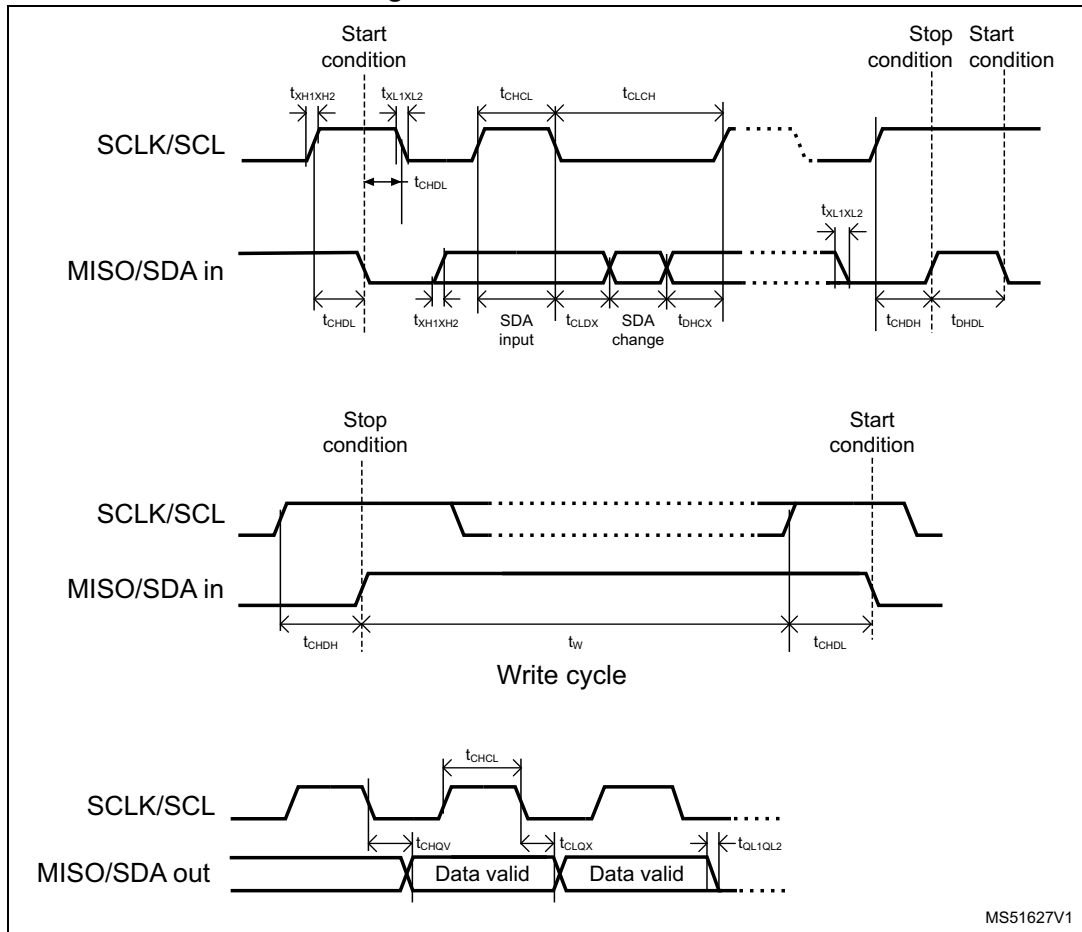 Start condition
Stop condition
Start condition
tXH1XH2
tXL1XL2
tCHCL
tCLCH
SCLK/SCL
tCHDL
tXL1XL2
MISO/SDA in
tCHDL
tXH1XH2
SDA input
tCLDX
SDA change
tDHCX
tCHDH
tDHDL
Stop condition
Start condition
SCLK/SCL
MISO/SDA in
tCHDH
tW
tCHDL
Write cycle
tCHCL
SCLK/SCL
tCHQV
tCLQX
tQL1QL2
MISO/SDA out
Data valid
Data valid
MS51627V1